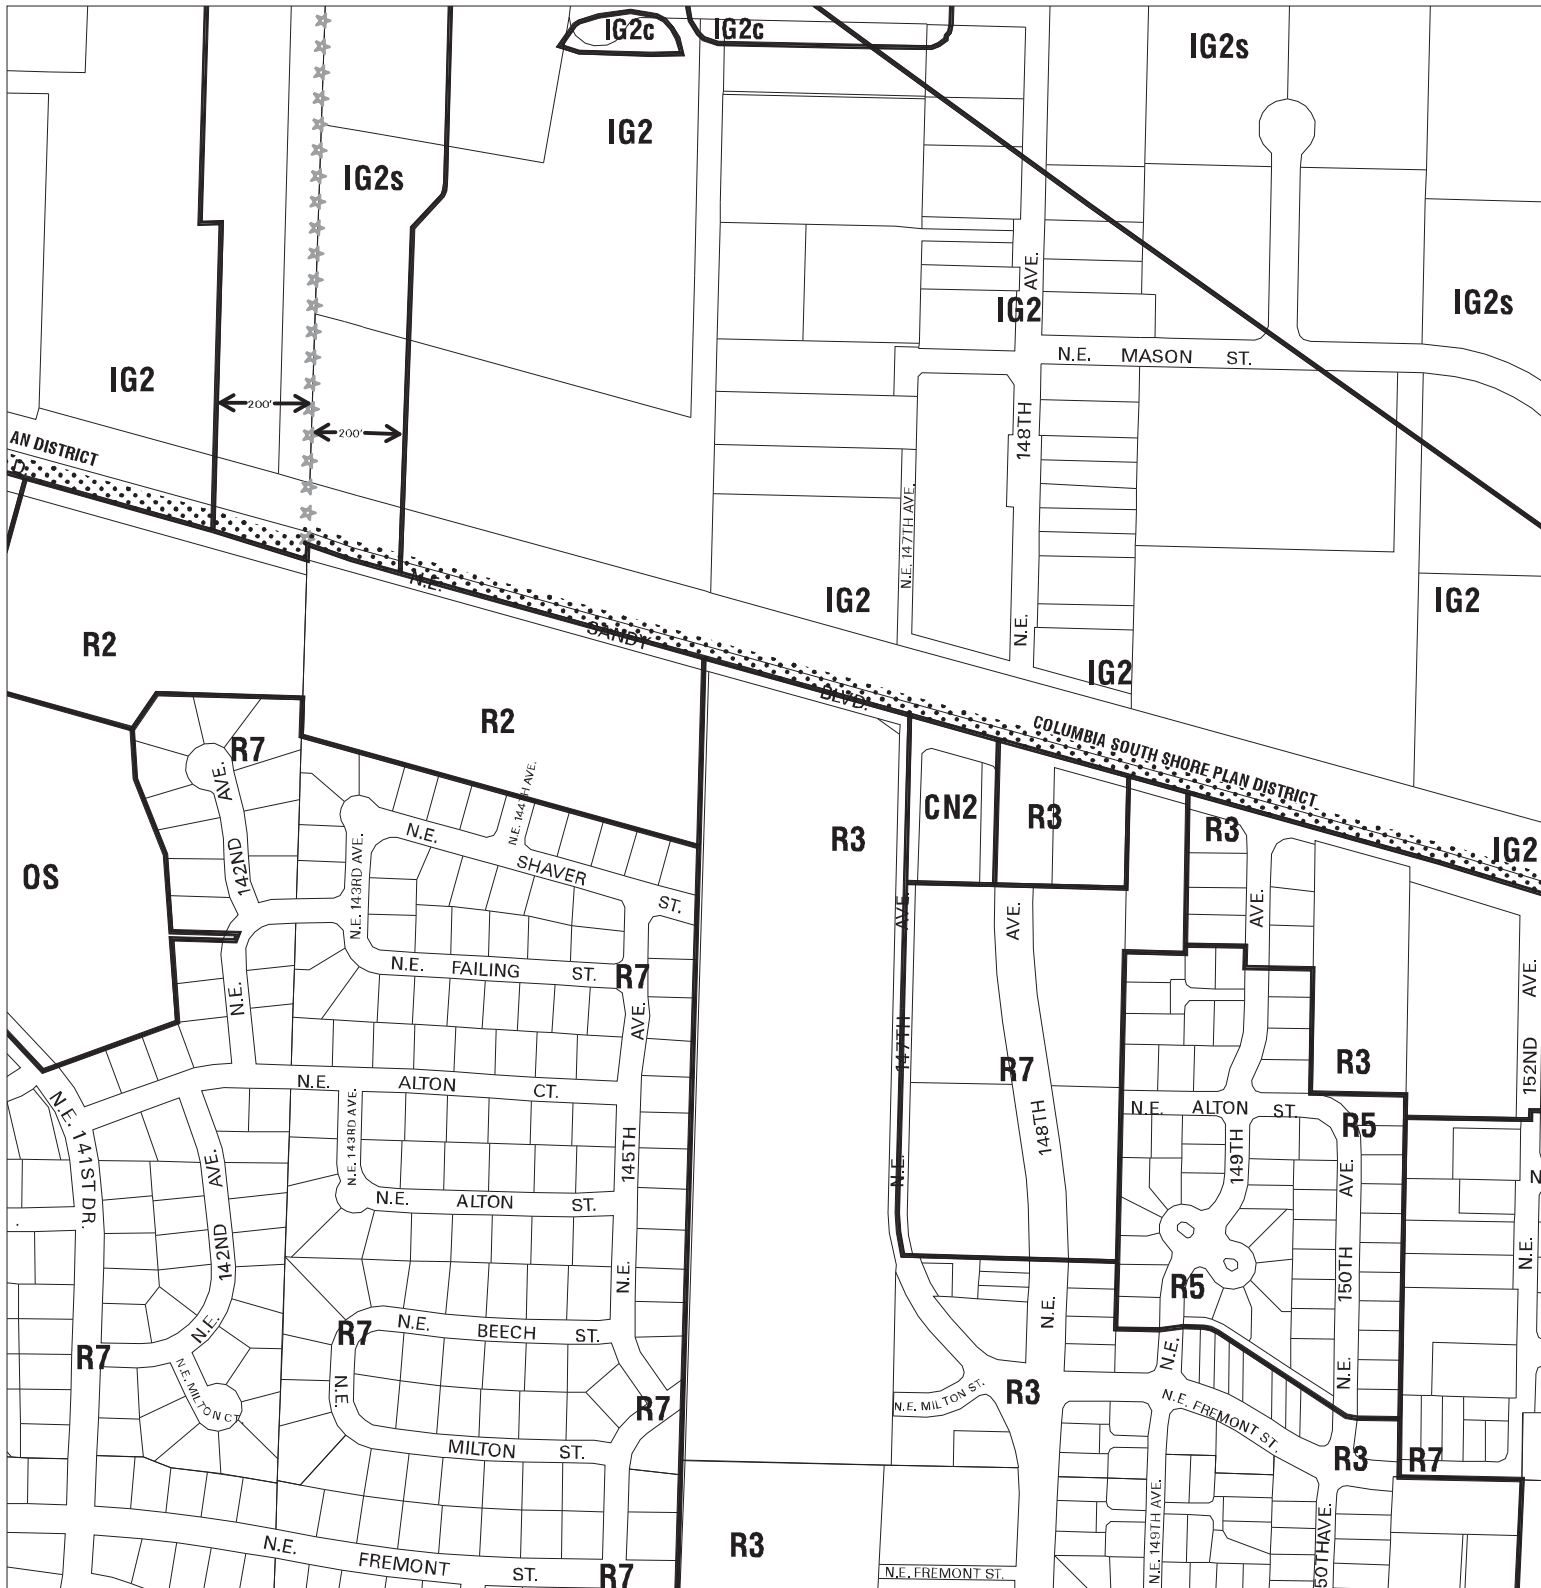 IG2c
IG2c
IG2s
IG2
IG2s
IG2
IG2s
AVE.
N.E. MASON ST.
IG2
200'
200'
148TH
AN DISTRICT
D.
N.E. 147TH AVE.
N.E.
IG2
IG2
N.E.
IG2
SANDY
R2
BLVD.
R2
COLUMBIA SOUTH SHORE PLAN DISTRICT
R7
AVE.
N.E. 144TH AVE.
CN2
R3
R3
R3
IG2
N.E. SHAVER ST.
142ND
N.E. 143RD AVE.
OS
AVE.
AVE.
AVE.
N.E. FAILING ST.
R7
N.E.
AVE.
AVE.
147TH
R7
R3
152ND
N.E. ALTON CT.
N.E. 141ST DR.
N.E. 143RD AVE.
148TH
N.E. ALTON ST.
R5
145TH
149TH
AVE.
AVE.
N.E.
N.
N.E. ALTON ST.
.
142ND
N.E.
N.E.
150TH
R5
N.E.
N.E.
R7
N.E. BEECH ST.
N.E.
R7
N.E. MILTON CT.
N.E.
N.E.
N.E.
R7
N.E. MILTON ST.
R3
N.E. FREMONT ST.
MILTON ST.
R3
R7
N.E. 149TH AVE.
50TH AVE.
R3
N.E. FREMONT ST.
R7
N.E. FREMONT ST.